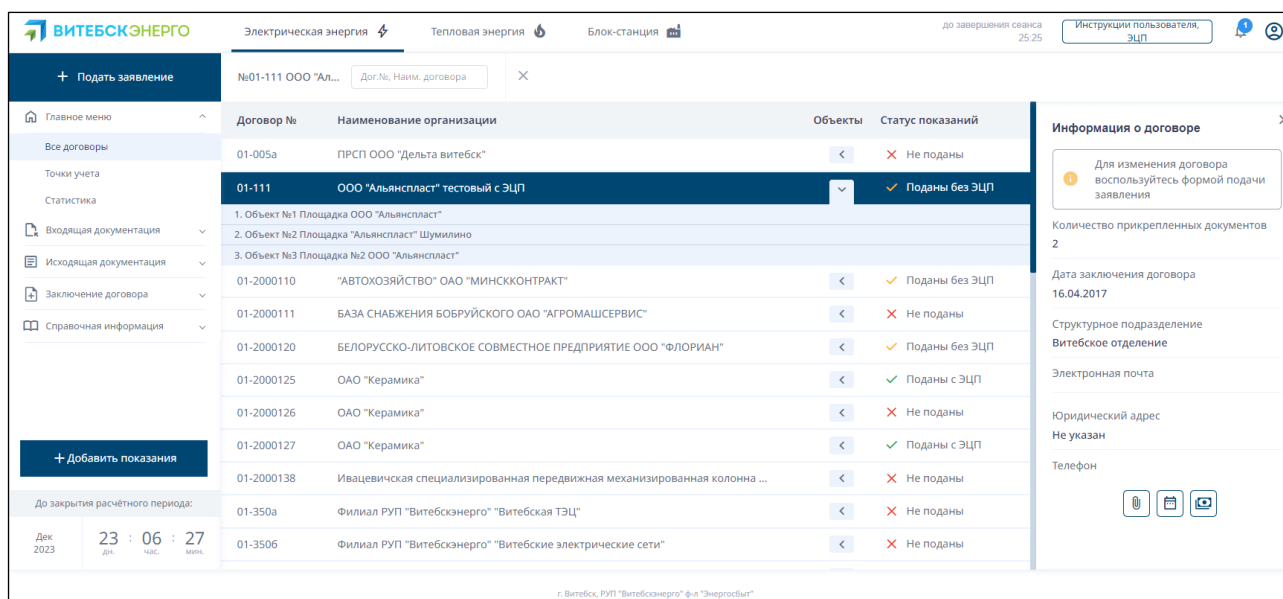 ВИТЕБСКЭНЕРГО
Электрическая энергия
Тепловая энергия
Блок-станция
до завершения сеанса
25:25
Инструкции пользователя,
ЭЦП
1
+ Подать заявление
№01-111 ООО "Ал...
Дог.№, Наим. договора
Главное меню
Все договоры
Точки учета
Статистика
Входящая документация
Исходящая документация
Заключение договора
Справочная информация
+ Добавить показания
До закрытия расчётного периода:
Дек
2023
23 : 06 : 27
дн. час. мин.
Договор № Наименование организации Объекты Статус показаний
01-005а ПРСП ООО "Дельта витебск" Не поданы
01-111 ООО "Альянспласт" тестовый с ЭЦП Поданы без ЭЦП
1. Объект №1 Площадка ООО "Альянспласт"
2. Объект №2 Площадка "Альянспласт" Шумилино
3. Объект №3 Площадка №2 ООО "Альянспласт"
01-2000110 "АВТОХОЗЯЙСТВО" ОАО "МИНСККОНТРАКТ" Поданы без ЭЦП
01-2000111 БАЗА СНАБЖЕНИЯ БОБРУЙСКОГО ОАО "АГРОМАШСЕРВИС" Не поданы
01-2000120 БЕЛОРУССКО-ЛИТОВСКОЕ СОВМЕСТНОЕ ПРЕДПРИЯТИЕ ООО "ФЛОРИАН" Поданы без ЭЦП
01-2000125 ОАО "Керамика" Поданы с ЭЦП
01-2000126 ОАО "Керамика" Не поданы
01-2000127 ОАО "Керамика" Поданы с ЭЦП
01-2000138 Ивацевичская специализированная передвижная механизированная колонна ... Не поданы
01-350а Филиал РУП "Витебскэнерго" "Витебская ТЭЦ" Не поданы
01-350б Филиал РУП "Витебскэнерго" "Витебские электрические сети" Не поданы
Информация о договоре
Для изменения договора
воспользуйтесь формой подачи
заявления
Количество прикрепленных документов
2
Дата заключения договора
16.04.2017
Структурное подразделение
Витебское отделение
Электронная почта
Юридический адрес
Не указан
Телефон
г. Витебск, РУП "Витебскэнерго" ф-л "Энергосбыт"